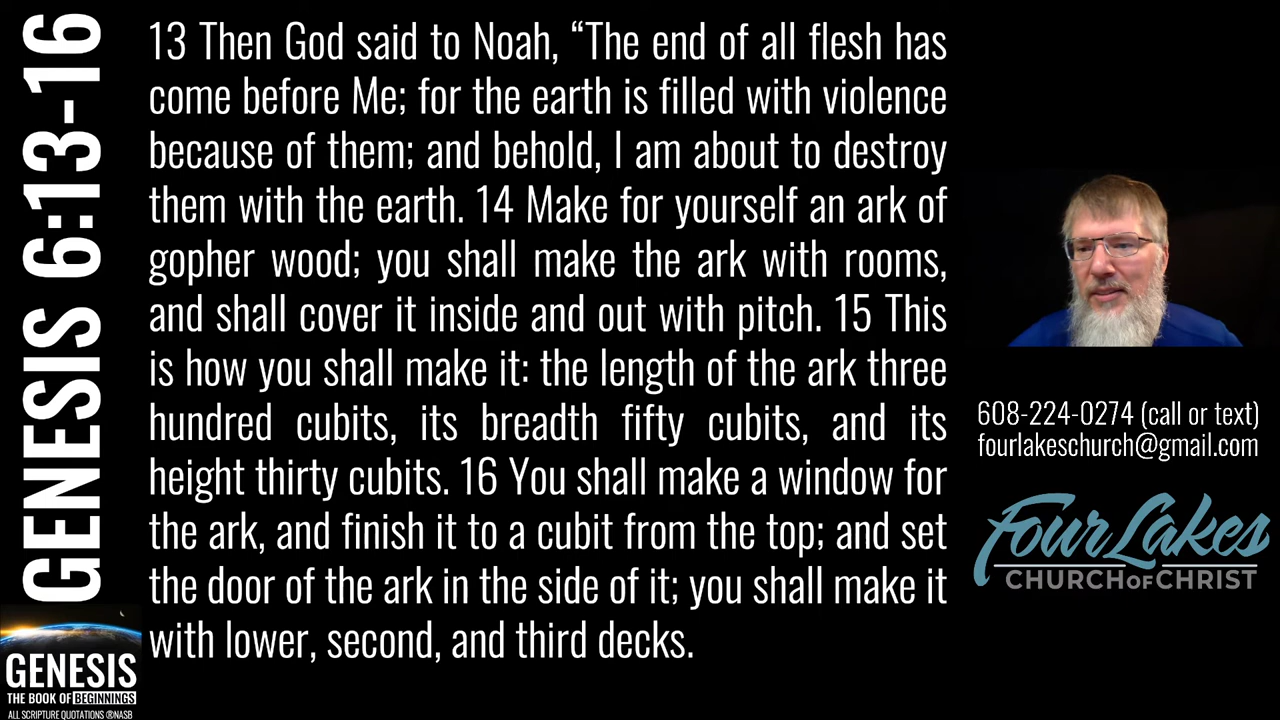 GENESIS 6:13-16
13 Then God said to Noah, “The end of all flesh has
come before Me; for the earth is filled with violence
because of them; and behold, I am about to destroy
them with the earth. 14 Make for yourself an ark of
gopher wood; you shall make the ark with rooms,
and shall cover it inside and out with pitch. 15 This
is how you shall make it: the length of the ark three
hundred cubits, its breadth fifty cubits, and its
height thirty cubits. 16 You shall make a window for
the ark, and finish it to a cubit from the top; and set
the door of the ark in the side of it; you shall make it
with lower, second, and third decks.
608-224-0274 (call or text)
fourlakeschurch@gmail.com
Four Lakes
CHURCH OF CHRIST
GENESIS
THE BOOK OF BEGINNINGS
ALL SCRIPTURE QUOTATIONS ®NASB